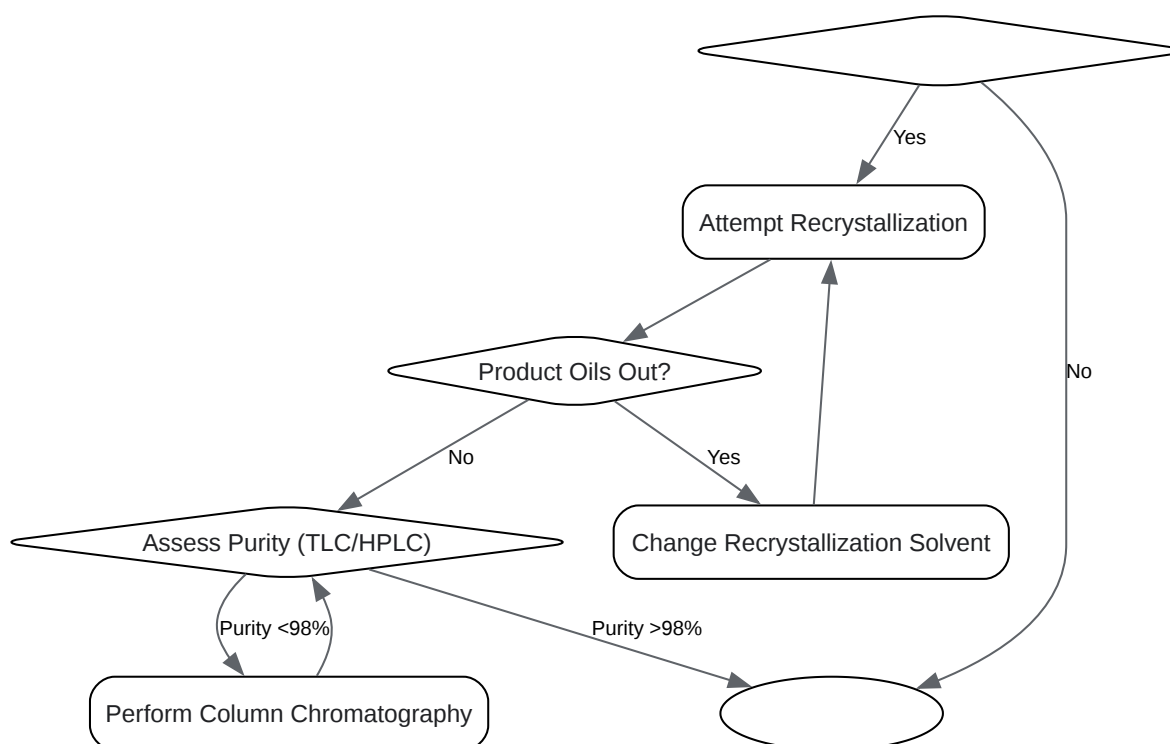 Yes
Attempt Recrystallization
Product Oils Out?
No
No
Yes
Assess Purity (TLC/HPLC)
Change Recrystallization Solvent
Purity <98%
Purity >98%
Perform Column Chromatography